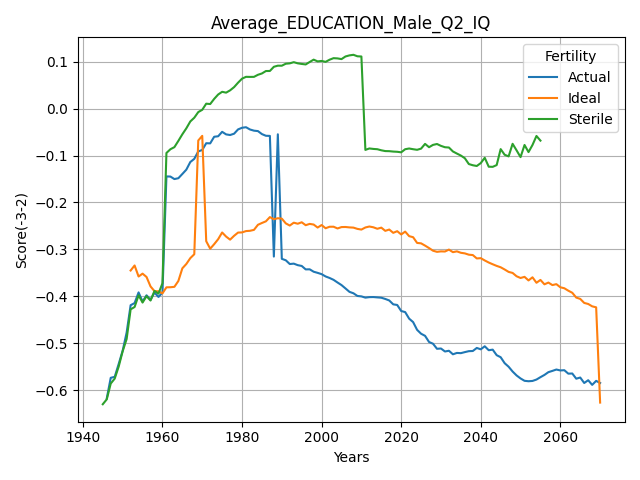 Average_EDUCATION_Male_Q2_IQ
Fertility
Actual
Ideal
Sterile
Score(-3-2)
0.1
0.0
−0.1
−0.2
−0.3
−0.4
−0.5
−0.6
1940 1960 1980 2000 2020 2040 2060
Years